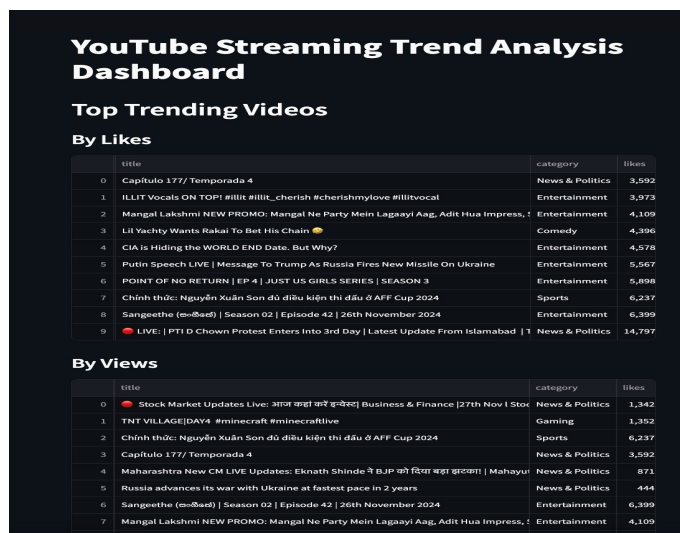 YouTube Streaming Trend Analysis
Dashboard
Top Trending Videos
By Likes
title category likes
0 Capítulo 177/ Temporada 4 News & Politics 3,592
1 ILLIT Vocals ON TOP! #illit #illit_cherish #cherishmylove #illitvocal Entertainment 3,973
2 Mangal Lakshmi NEW PROMO: Mangal Ne Party Mein Lagaayi Aag, Adit Hua Impress, Entertainment 4,109
3 Lil Yachty Wants Rakai To Bet His Chain 🤣 Comedy 4,396
4 CIA is Hiding the WORLD END Date. But Why? Entertainment 4,578
5 Putin Speech LIVE | Message To Trump As Russia Fires New Missile On Ukraine Entertainment 5,567
6 POINT OF NO RETURN | EP 4 | JUST US GIRLS SERIES | SEASON 3 Entertainment 5,898
7 Chính thức: Nguyễn Xuân Son đủ điều kiện thi đấu ở AFF Cup 2024 Sports 6,237
8 Sangeethe (සංගීතේ) | Season 02 | Episode 42 | 26th November 2024 Entertainment 6,399
9 🔴 LIVE: | PTI D Chown Protest Enters Into 3rd Day | Latest Update From Islamabad | News & Politics 14,797
By Views
title category likes
0 🔴 Stock Market Updates Live: आज कहां करें इन्वेस्ट| Business & Finance |27th Nov l Stoc News & Politics 1,342
1 TNT VILLAGE|DAY4 #minecraft #minecraftlive Gaming 1,352
2 Chính thức: Nguyễn Xuân Son đủ điều kiện thi đấu ở AFF Cup 2024 Sports 6,237
3 Capítulo 177/ Temporada 4 News & Politics 3,592
4 Maharashtra New CM LIVE Updates: Eknath Shinde ने BJP को दिया बड़ा झटका! | Mahayut News & Politics 871
5 Russia advances its war with Ukraine at fastest pace in 2 years News & Politics 444
6 Sangeethe (සංගීතේ) | Season 02 | Episode 42 | 26th November 2024 Entertainment 6,399
7 Mangal Lakshmi NEW PROMO: Mangal Ne Party Mein Lagaayi Aag, Adit Hua Impress, Entertainment 4,109